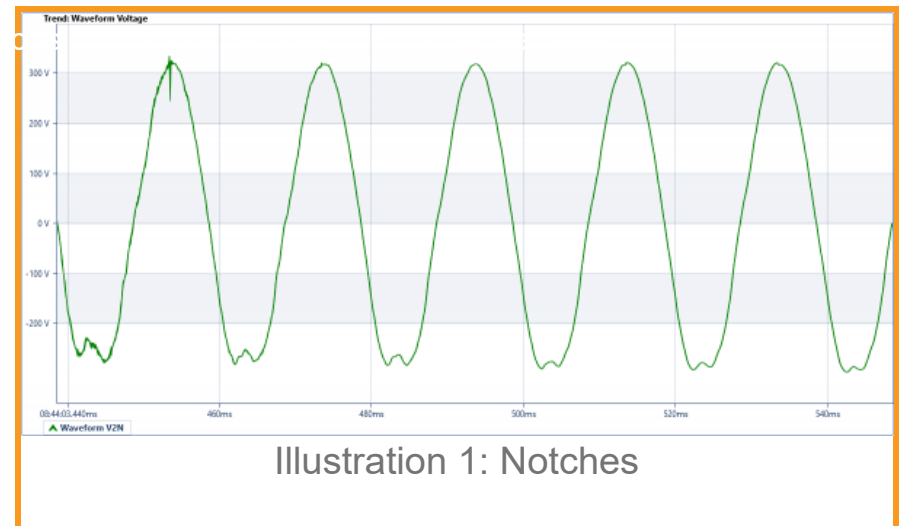 Trend: Waveform Voltage
300 V
200 V
100 V
0 V
-100 V
-200 V
08:44:03.440ms
460ms
480ms
500ms
520ms
540ms
Waveform V2N
Illustration 1: Notches